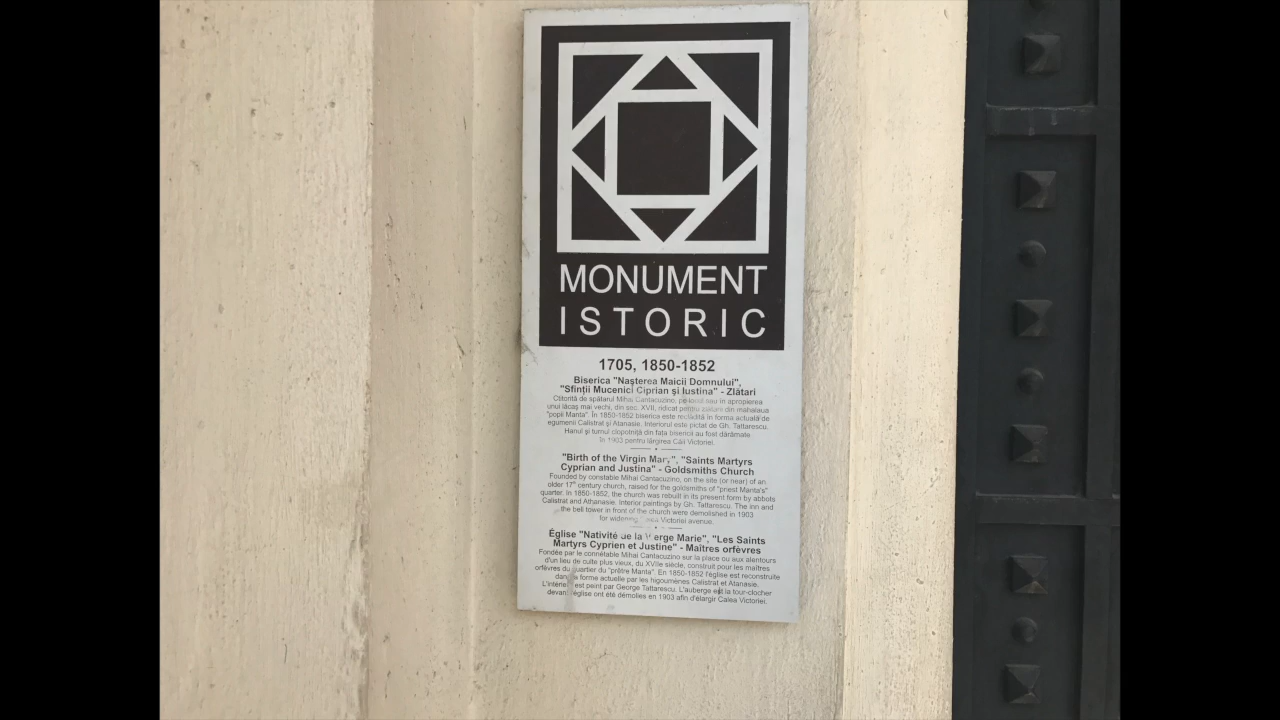 MONUMENT
ISTORIC
1705, 1850-1852
Biserica "Nașterea Maicii Domnului",
"Sfinții Mucenici Ciprian și Iustina" - Zlătari
Ctitorită de spătarul Mihai Cantacuzino, pe locul sau în apropierea
unui lăcaș mai vechi, din sec. XVII, ridicat pentru zlătarii din mahalaua
"popii Manta". În 1850-1852 biserica este reclădită în forma actuală de
egumenii Calistrat și Atanasie. Interiorul este pictat de Gh. Tattarescu.
Hanul și turnul clopotniță din fața bisericii au fost dărâmate
în 1903 pentru lărgirea Căii Victoriei.
"Birth of the Virgin Mary", "Saints Martyrs
Cyprian and Justina" - Goldsmiths Church
Founded by constable Mihai Cantacuzino, on the site (or near) of an
older 17th century church, raised for the goldsmiths of "priest Manta's"
quarter. In 1850-1852, the church was rebuilt in its present form by abbots
Calistrat and Athanasie. Interior paintings by Gh. Tattarescu. The inn and
the bell tower in front of the church were demolished in 1903
for widening Calea Victoriei avenue.
Église "Nativité de la Vierge Marie", "Les Saints
Martyrs Cyprien et Justine" - Maîtres orfèvres
Fondée par le connétable Mihai Cantacuzino sur la place ou aux alentours
d'un lieu de culte plus vieux, du XVIIe siècle, construit pour les maîtres
orfèvres du quartier du "prêtre Manta". En 1850-1852 l'église est reconstruite
dans la forme actuelle par les higoumènes Calistrat et Atanasie.
L'intérieur est peint par George Tattarescu. L'auberge et la tour-clocher
devant l'église ont été démolies en 1903 afin d'élargir Calea Victoriei.